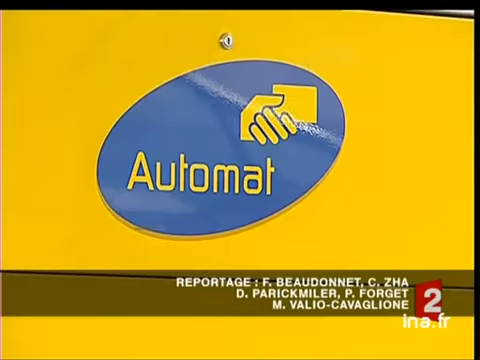 Automat
REPORTAGE : F. BEAUDONNET, C. ZHA
D. PARICKMILER, P. FORGET
M. VALIO-CAVAGLIONE
2
ina.fr